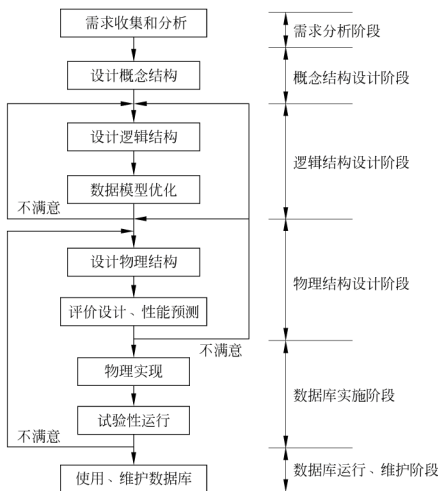 需求收集和分析
需求分析阶段
设计概念结构
概念结构设计阶段
设计逻辑结构
逻辑结构设计阶段
数据模型优化
不满意
设计物理结构
物理结构设计阶段
评价设计、性能预测
不满意
物理实现
数据库实施阶段
试验性运行
不满意
数据库运行、维护阶段
使用、维护数据库